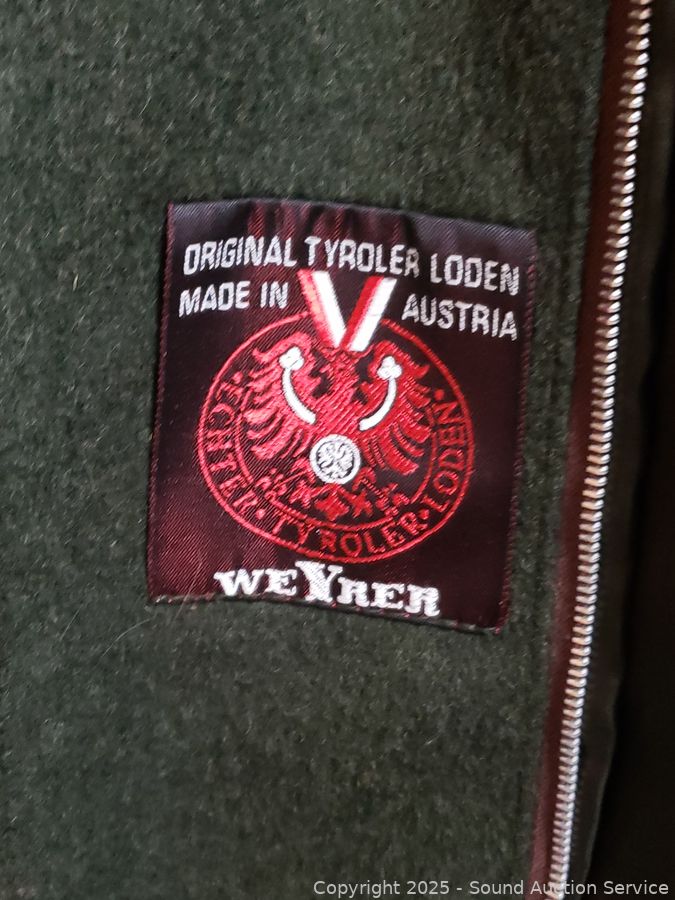 ORIGINAL TYROLER LODEN
MADE IN AUSTRIA
ECHTER · TYROLER · LODEN
WEYRER
Copyright 2025 - Sound Auction Service